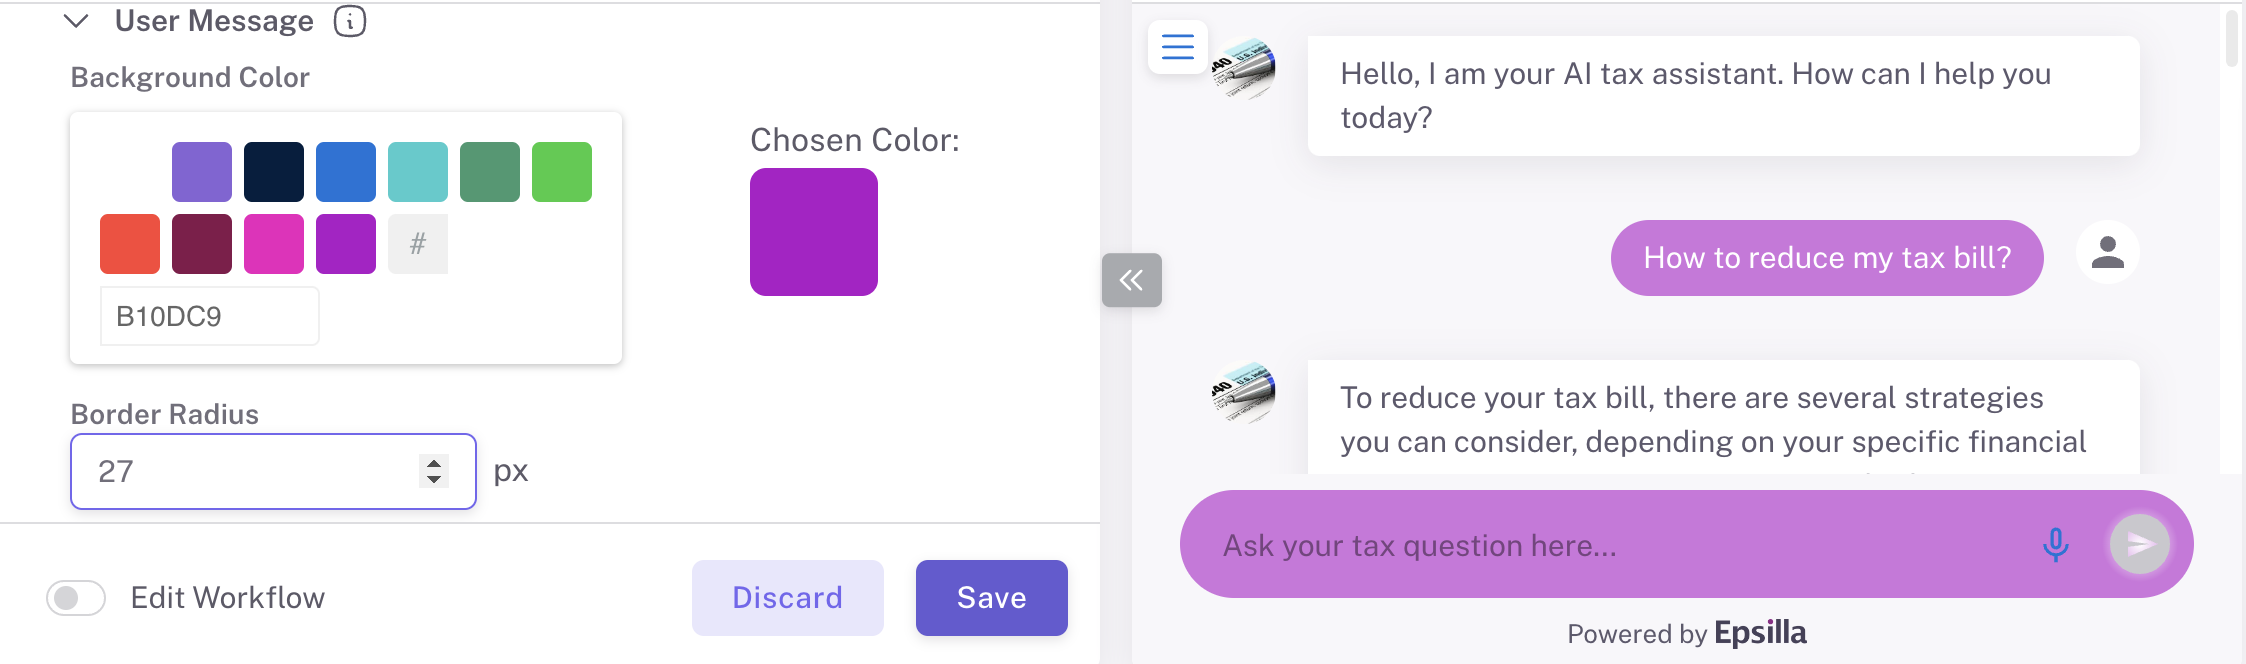 User Message
Background Color
Chosen Color:
#
B10DC9
Border Radius
27
px
Edit Workflow
Discard
Save
Hello, I am your AI tax assistant. How can I help you
today?
How to reduce my tax bill?
To reduce your tax bill, there are several strategies
you can consider, depending on your specific financial
Ask your tax question here...
Powered by Epsilla